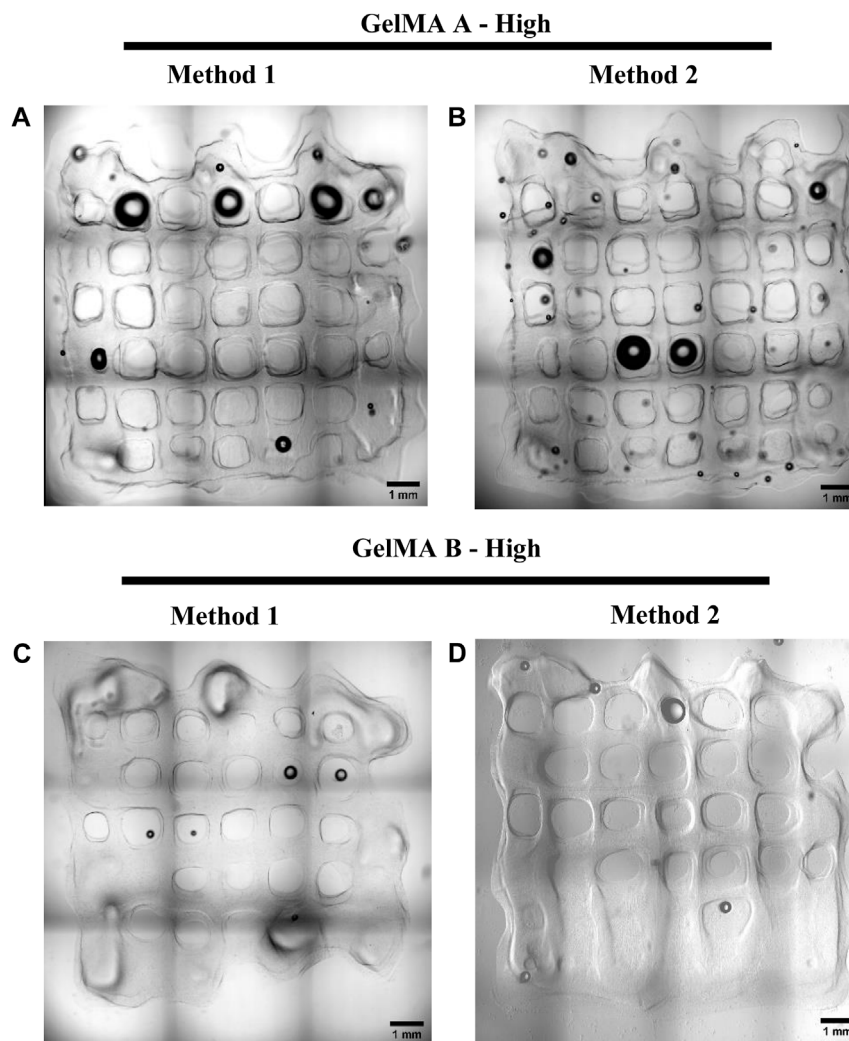 GelMA A - High
Method 1
Method 2
A
B
1 mm
1 mm
GelMA B - High
Method 1
Method 2
C
D
1 mm
1 mm